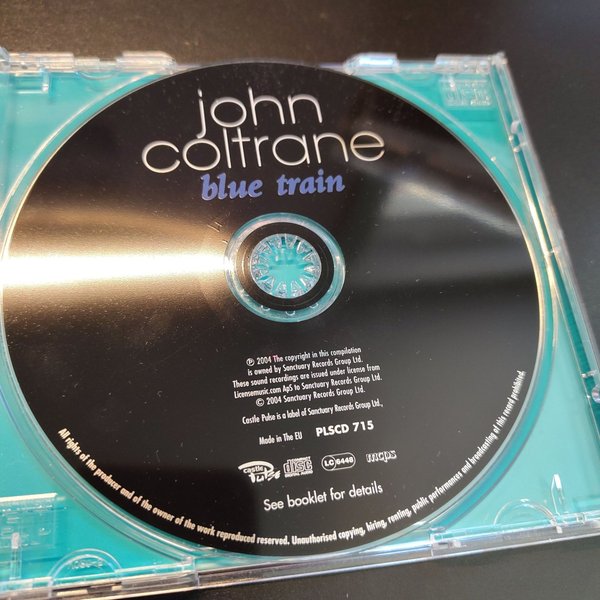 john
coltrane
blue train
℗ 2004 The copyright in this compilation
is owned by Sanctuary Records Group Ltd.
These sound recordings are issued under license from
Licensemusic.com ApS to Sanctuary Records Group Ltd.
© 2004 Sanctuary Records Group Ltd.
Castle Pulse is a label of Sanctuary Records Group Ltd.,
Made in The EU PLSCD 715
castle pulse COMPACT disc DIGITAL AUDIO LC 6448 mcps
See booklet for details
All rights of the producer and of the owner of the work reproduced reserved. Unauthorised copying, hiring, renting, public performances and broadcasting of this record prohibited.